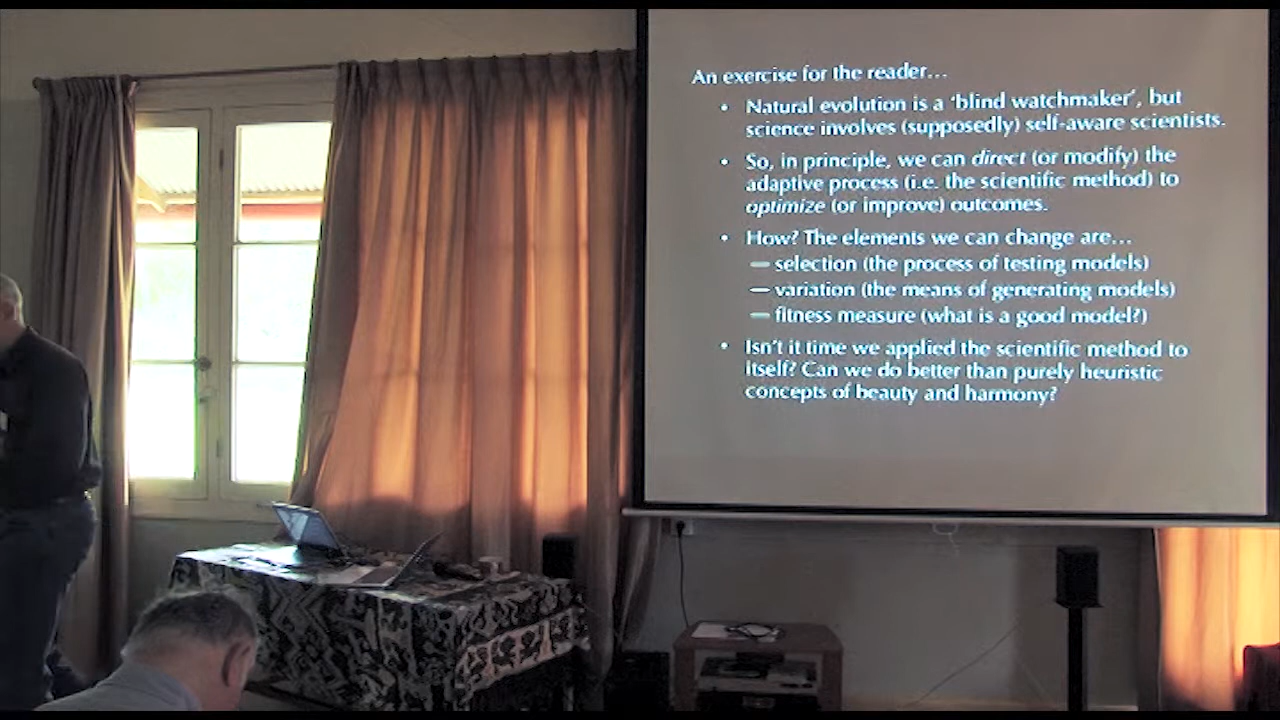 An exercise for the reader…
• Natural evolution is a ‘blind watchmaker’, but
science involves (supposedly) self-aware scientists.
• So, in principle, we can direct (or modify) the
adaptive process (i.e. the scientific method) to
optimize (or improve) outcomes.
• How? The elements we can change are…
— selection (the process of testing models)
— variation (the means of generating models)
— fitness measure (what is a good model?)
• Isn’t it time we applied the scientific method to
itself? Can we do better than purely heuristic
concepts of beauty and harmony?